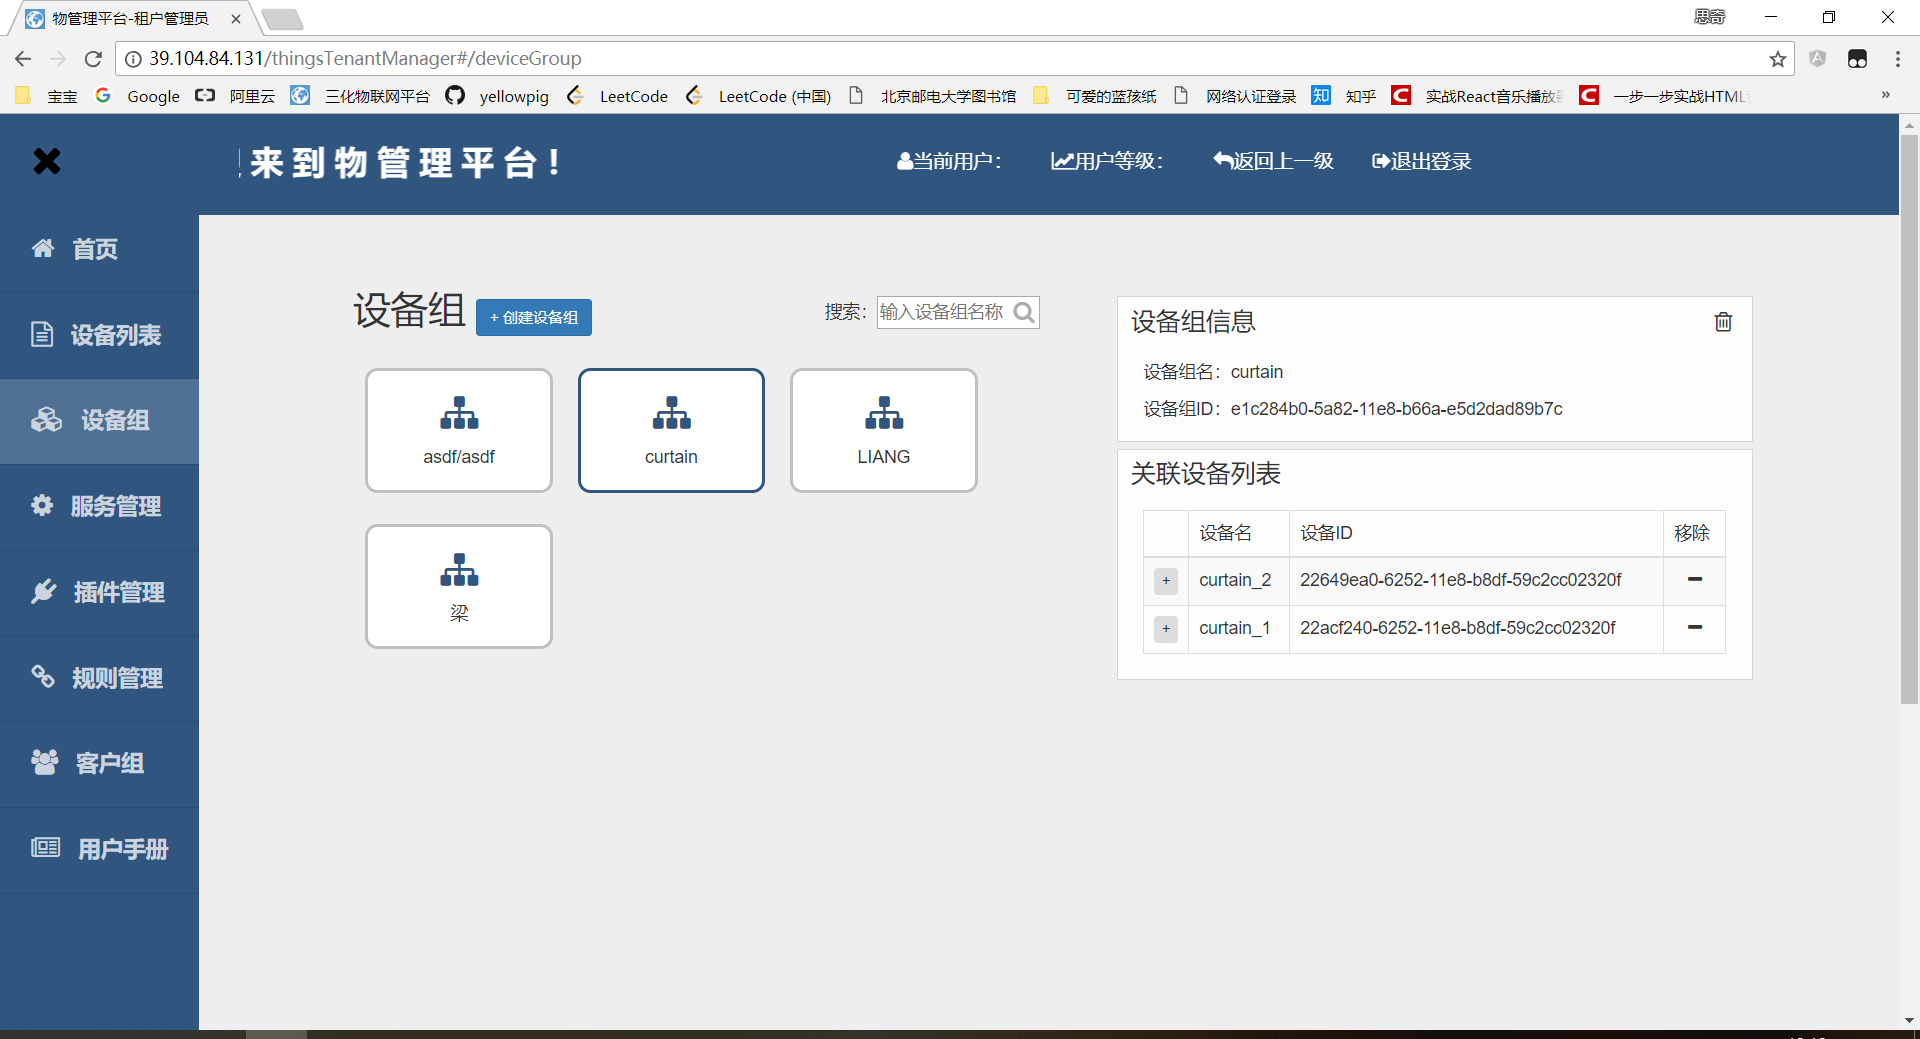 物管理平台-租户管理员
思奇
39.104.84.131/thingsTenantManager#/deviceGroup
宝宝 Google 阿里云 三化物联网平台 yellowpig LeetCode LeetCode (中国) 北京邮电大学图书馆 可爱的蓝孩纸 网络认证登录 知 知乎 实战React音乐播放 一步一步实战HTML »
来到物管理平台!
当前用户: 用户等级: 返回上一级 退出登录
首页
设备列表
设备组
服务管理
插件管理
规则管理
客户组
用户手册
设备组
+ 创建设备组
搜索: 输入设备组名称
asdf/asdf
curtain
LIANG
梁
设备组信息
设备组名: curtain
设备组ID: e1c284b0-5a82-11e8-b66a-e5d2dad89b7c
关联设备列表
设备名 设备ID 移除
+ curtain_2 22649ea0-6252-11e8-b8df-59c2cc02320f
+ curtain_1 22acf240-6252-11e8-b8df-59c2cc02320f